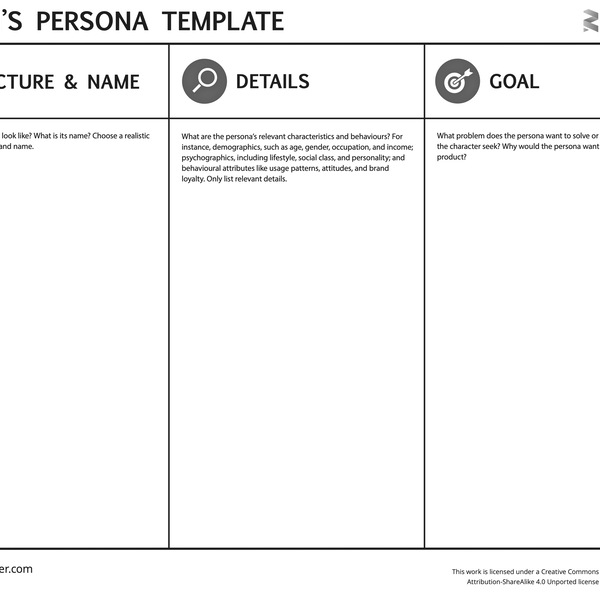 'S PERSONA TEMPLATE
CTURE & NAME
DETAILS
GOAL
look like? What is its name? Choose a realistic
and name.
What are the persona's relevant characteristics and behaviours? For
instance, demographics, such as age, gender, occupation, and income;
psychographics, including lifestyle, social class, and personality; and
behavioural attributes like usage patterns, attitudes, and brand
loyalty. Only list relevant details.
What problem does the persona want to solve or
the character seek? Why would the persona want
product?
er.com
This work is licensed under a Creative Commons
Attribution-ShareAlike 4.0 Unported license